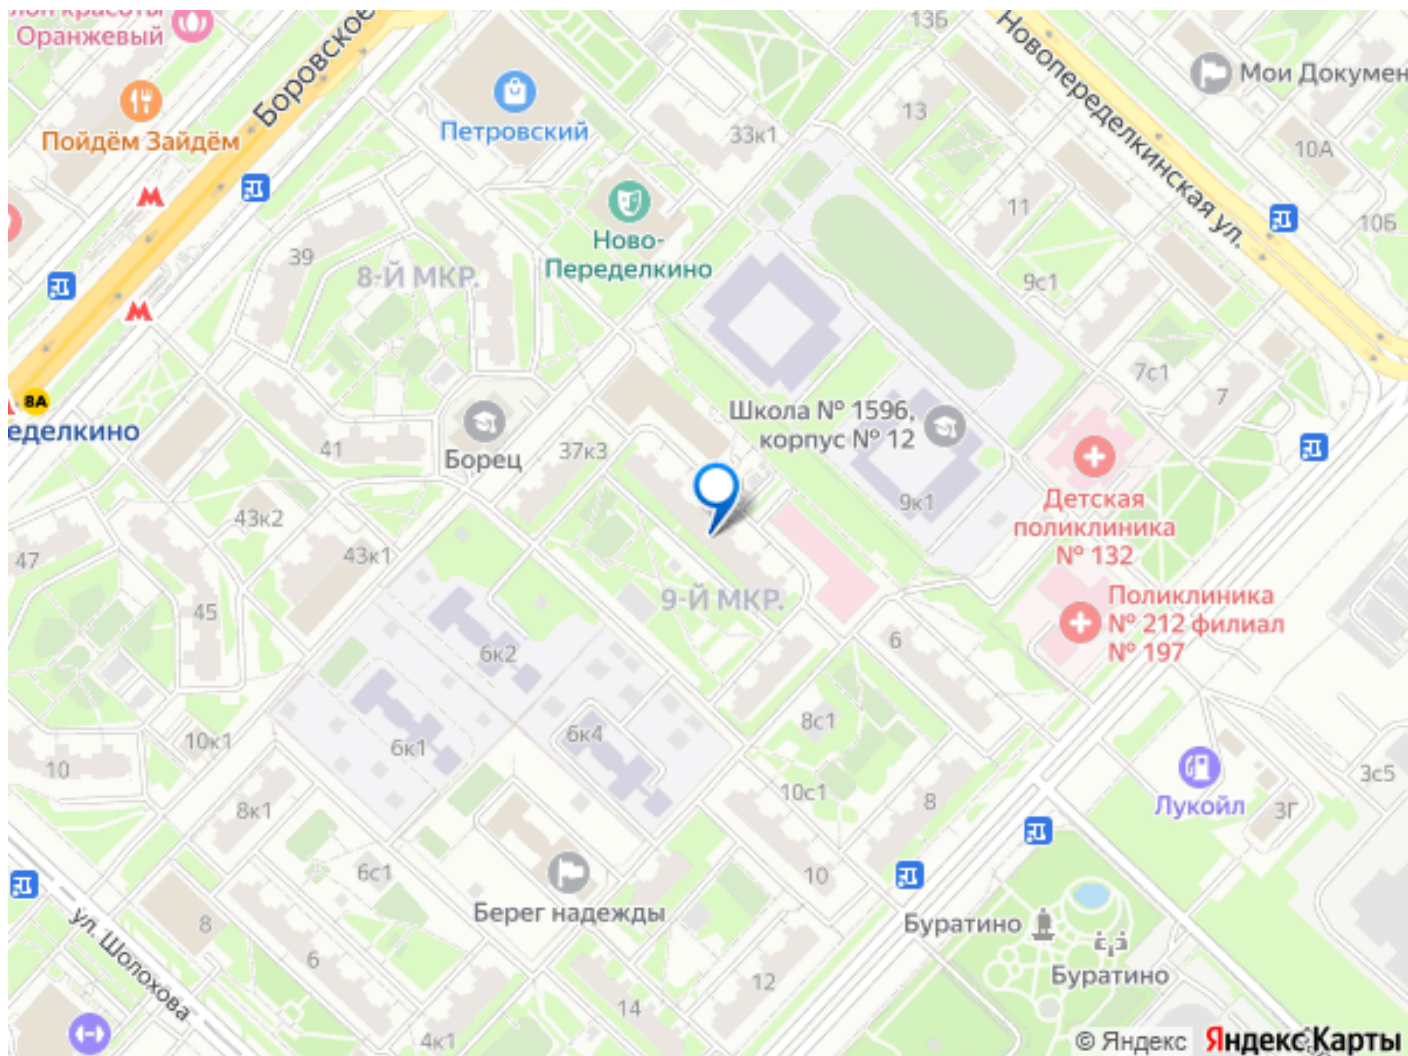 Оранжевый
Боровское
13Б
Новопеределкинская ул.
Мои Докумен
Пойдём Зайдём
Петровский
33к1
13
10А
11
10Б
Ново-
Переделкино
39
8-Й МКР.
9с1
7с1
7
8А
еделкино
41
Борец
37к3
Школа № 1596,
корпус № 12
9к1
Детская
поликлиника
№ 132
43к2
43к1
47
45
9-Й МКР.
Поликлиника
№ 212 филиал
№ 197
6
6к2
8с1
6к4
6к1
10к1
10
8к1
10с1
8
Лукойл
3с5
3Г
6с1
10
Берег надежды
8
ул. Шолохова
6
Буратино
Буратино
12
14
4к1
© Яндекс Яндекс Карты